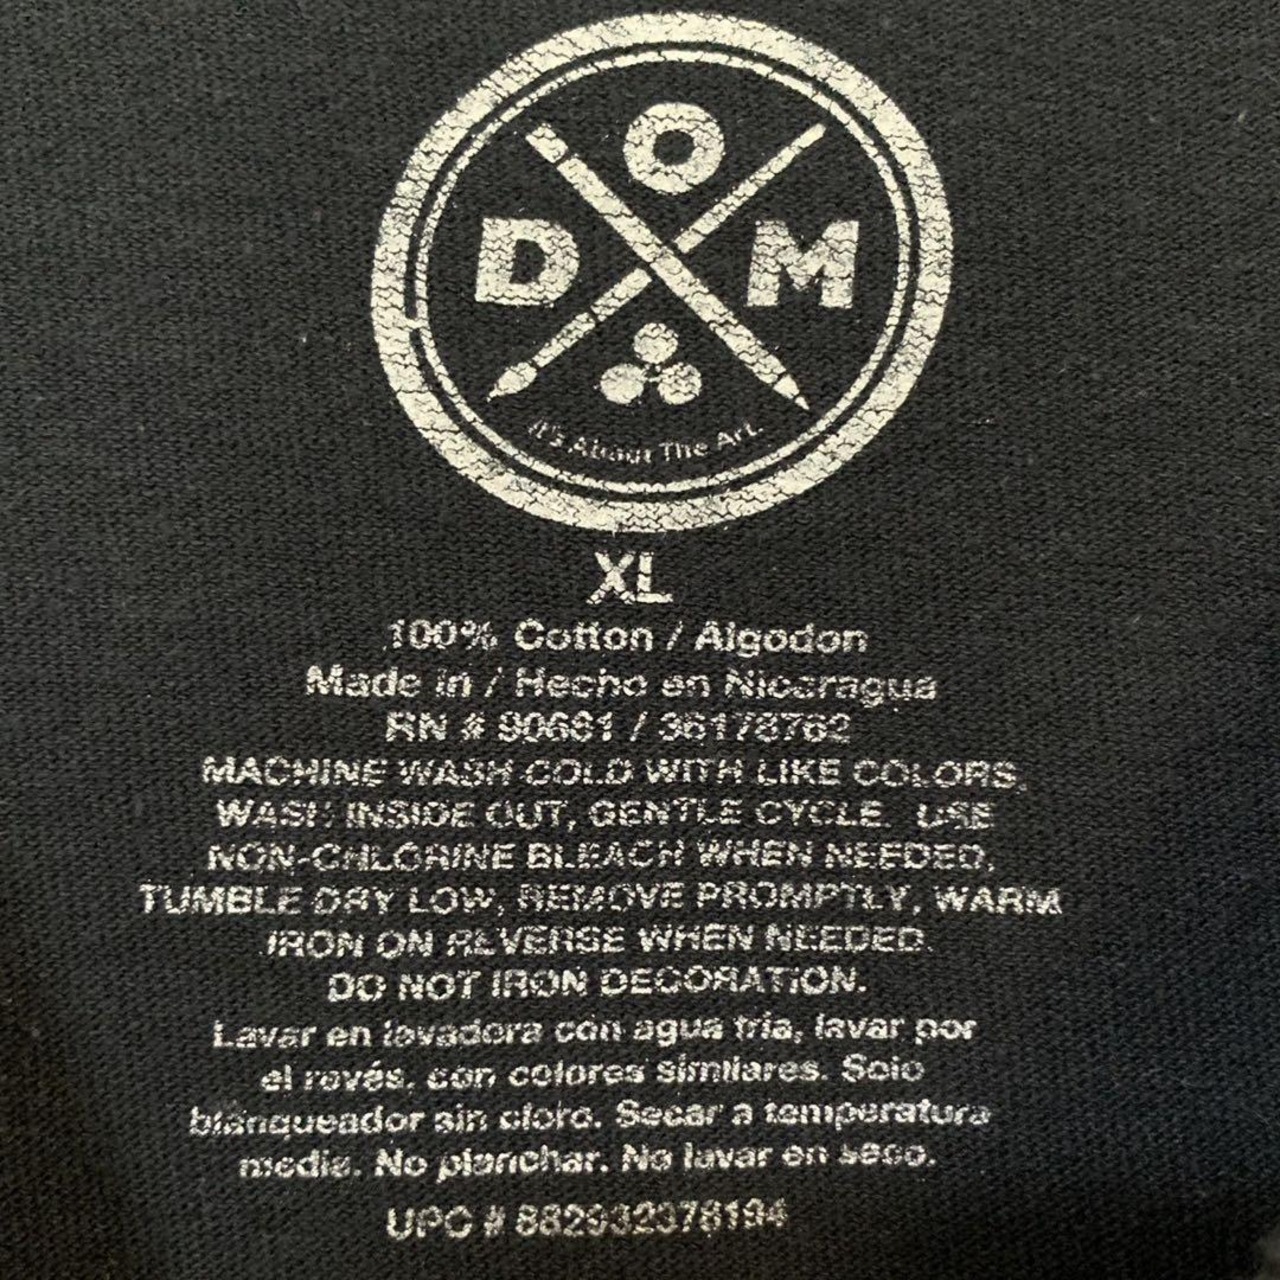 D O M
It's About The Art.
XL
100% Cotton / Algodon
Made in / Hecho en Nicaragua
RN # 90681 / 36178762
MACHINE WASH COLD WITH LIKE COLORS,
WASH INSIDE OUT, GENTLE CYCLE. USE
NON-CHLORINE BLEACH WHEN NEEDED,
TUMBLE DRY LOW, REMOVE PROMPTLY, WARM
IRON ON REVERSE WHEN NEEDED.
DO NOT IRON DECORATION.
Lavar en lavadora con agua fria, lavar por
el revés, con colores similares. Solo
blanqueador sin cloro. Secar a temperatura
media. No planchar. No lavar en seco.
UPC #